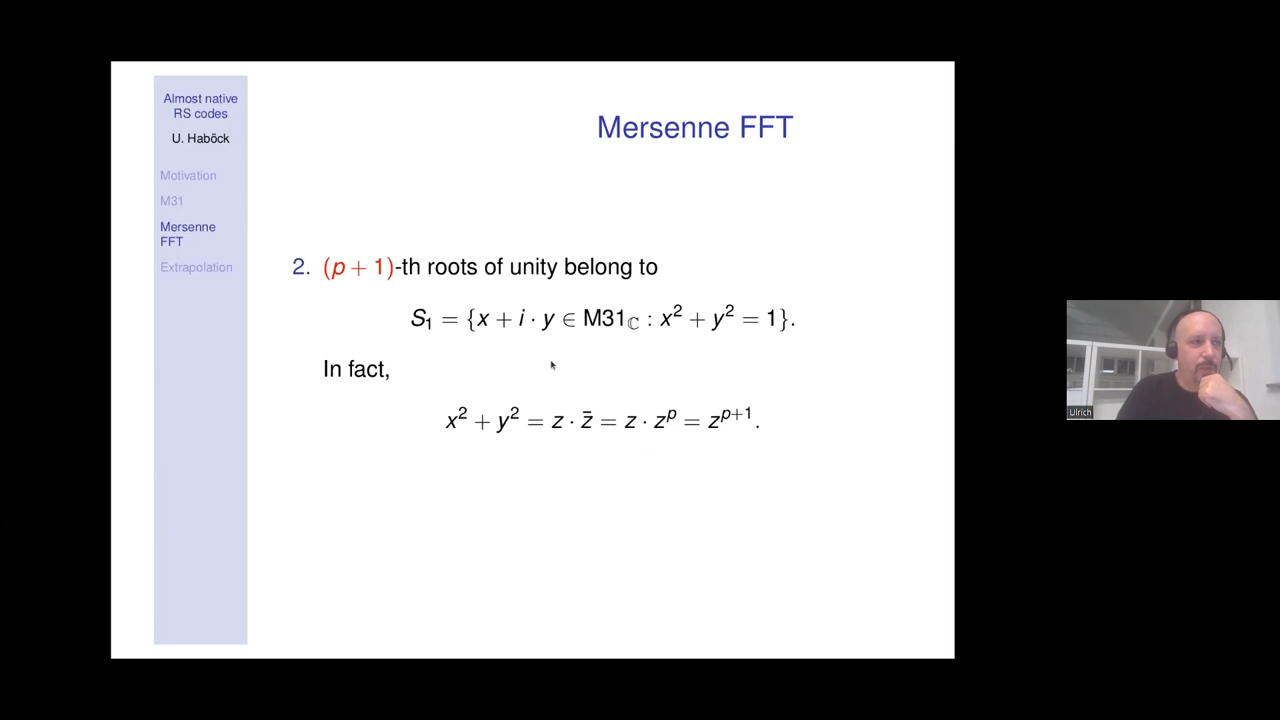 Almost native
RS codes
U. Haböck
Motivation
M31
Mersenne
FFT
Extrapolation
Mersenne FFT
2. (p + 1)-th roots of unity belong to
S₁ = {x + i · y ∈ M31_ℂ : x² + y² = 1}.
In fact,
x² + y² = z · z̄ = z · zᵖ = zᵖ⁺¹.
Ulrich